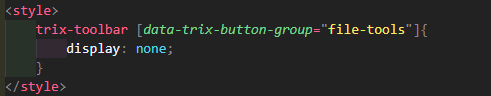 <style>
    trix-toolbar [data-trix-button-group="file-tools"]{
        display: none;
    }
</style>